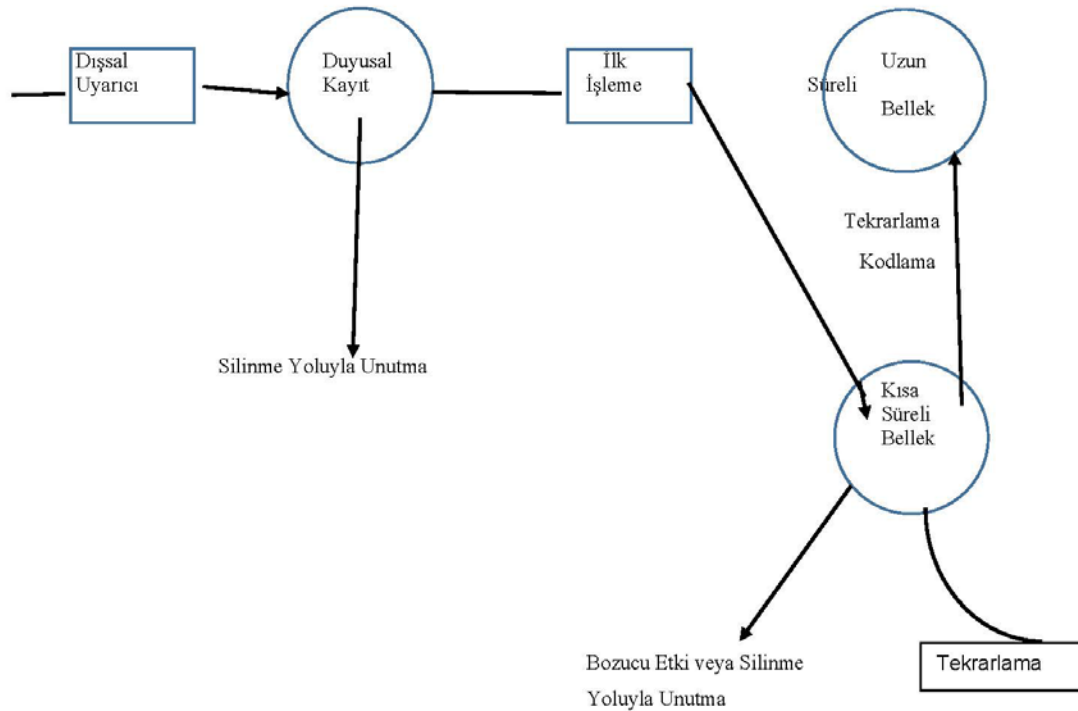 Dışsal
Uyarıcı
Duyusal
Kayıt
İlk
İşleme
Uzun
Süreli
Bellek
Tekrarlama
Kodlama
Silinme Yoluyla Unutma
Kısa
Süreli
Bellek
Bozucu Etki veya Silinme
Yoluyla Unutma
Tekrarlama